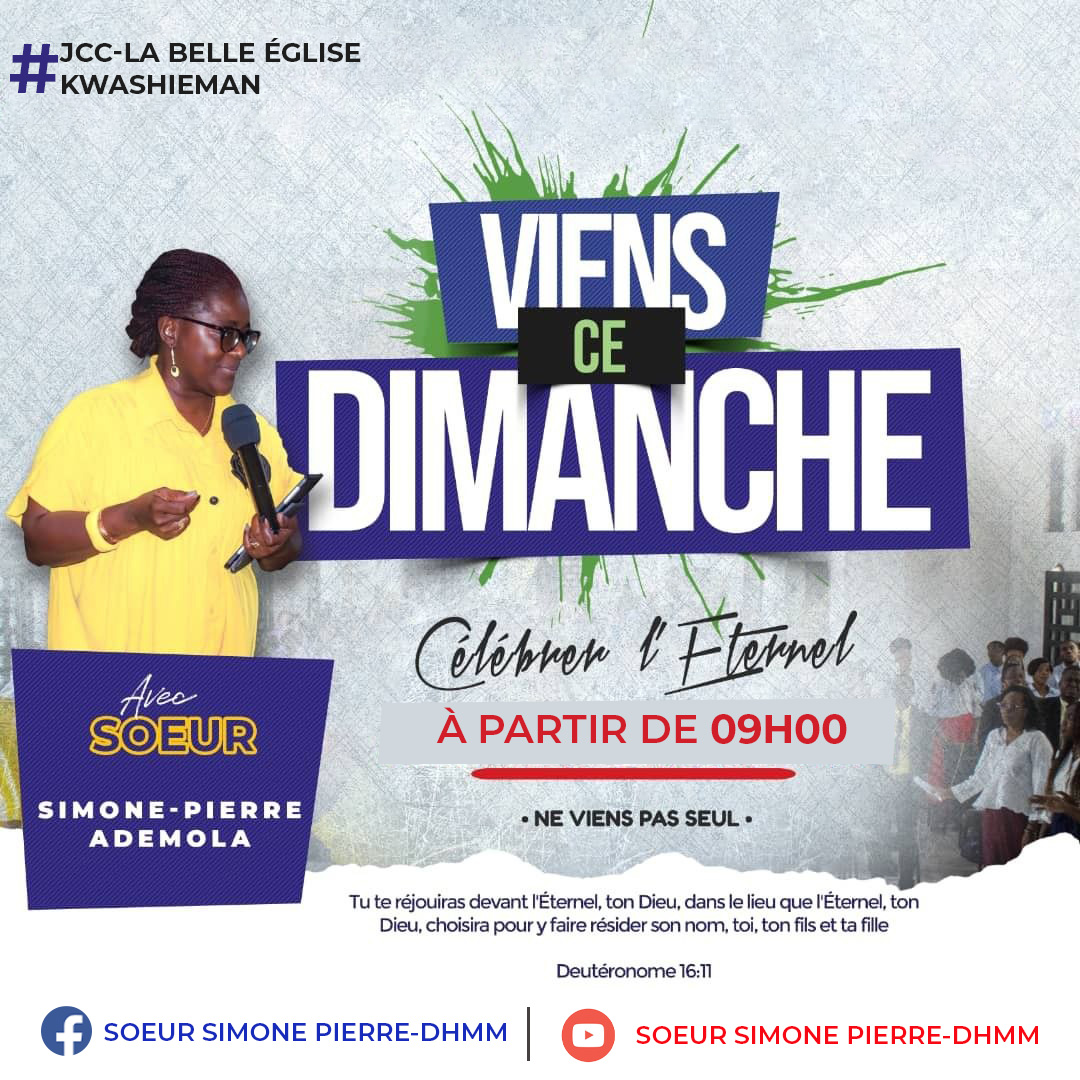 #JCC-LA BELLE ÉGLISE
KWASHIEMAN
VIENS
CE
DIMANCHE
Célébrer l'Eternel
À PARTIR DE 09H00
• NE VIENS PAS SEUL •
Avec
SOEUR
SIMONE-PIERRE
ADEMOLA
Tu te réjouiras devant l'Éternel, ton Dieu, dans le lieu que l'Éternel, ton
Dieu, choisira pour y faire résider son nom, toi, ton fils et ta fille
Deutéronome 16:11
SOEUR SIMONE PIERRE-DHMM
SOEUR SIMONE PIERRE-DHMM